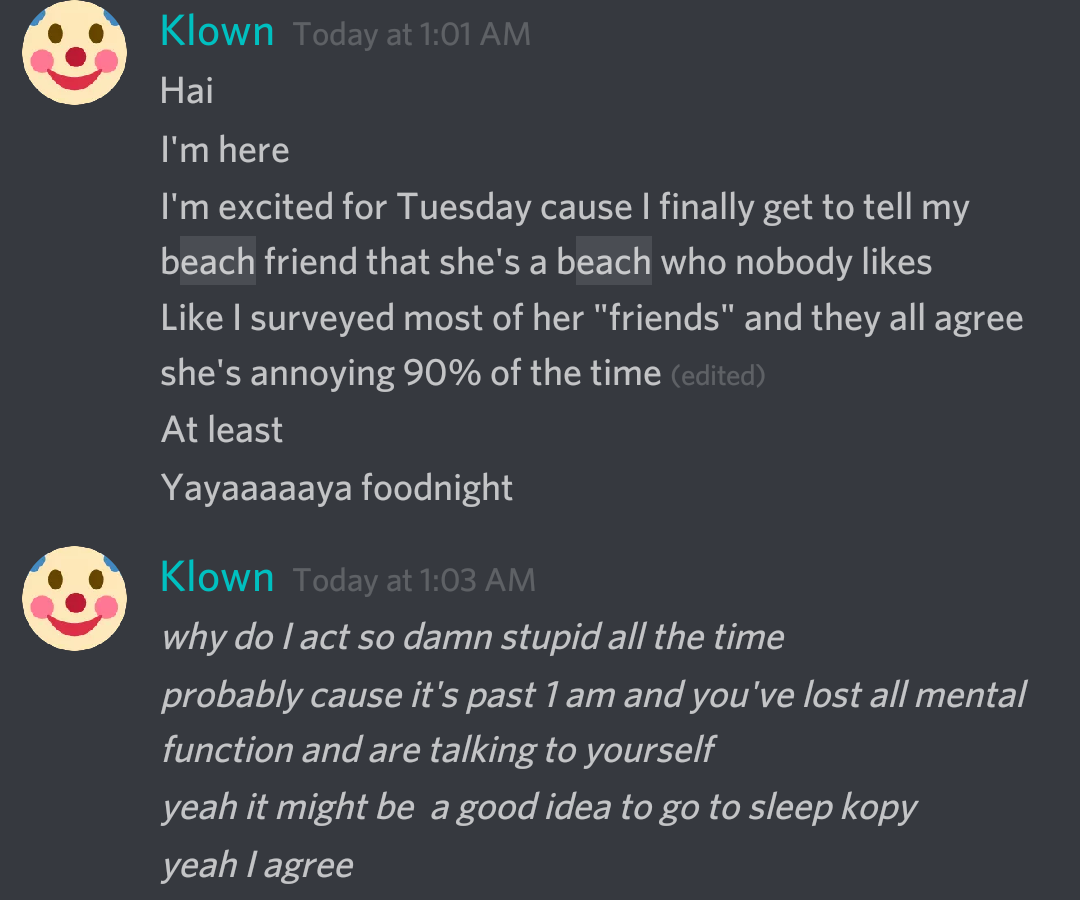 Klown Today at 1:01 AM
Hai
I'm here
I'm excited for Tuesday cause I finally get to tell my
beach friend that she's a beach who nobody likes
Like I surveyed most of her "friends" and they all agree
she's annoying 90% of the time (edited)
At least
Yayaaaaaya foodnight
Klown Today at 1:03 AM
why do I act so damn stupid all the time
probably cause it's past 1 am and you've lost all mental
function and are talking to yourself
yeah it might be  a good idea to go to sleep kopy
yeah I agree